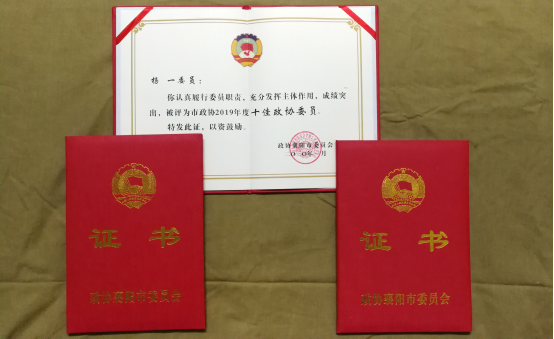 杨一委员：
你认真履行委员职责，充分发挥主体作用，成绩突
出，被评为市政协2019年度十佳政协委员。
特发此证，以资鼓励。
政协襄阳市委员会
证书
政协襄阳市委员会
证书
政协襄阳市委员会